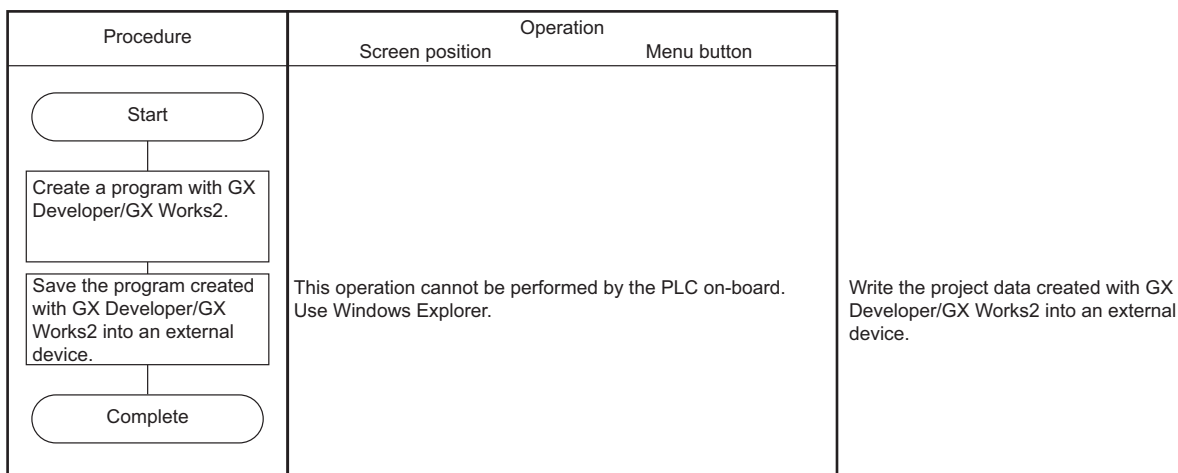 Procedure
Operation
Screen position Menu button
Start
Create a program with GX
Developer/GX Works2.
Save the program created
with GX Developer/GX
Works2 into an external
device.
This operation cannot be performed by the PLC on-board.
Use Windows Explorer.
Write the project data created with GX
Developer/GX Works2 into an external
device.
Complete